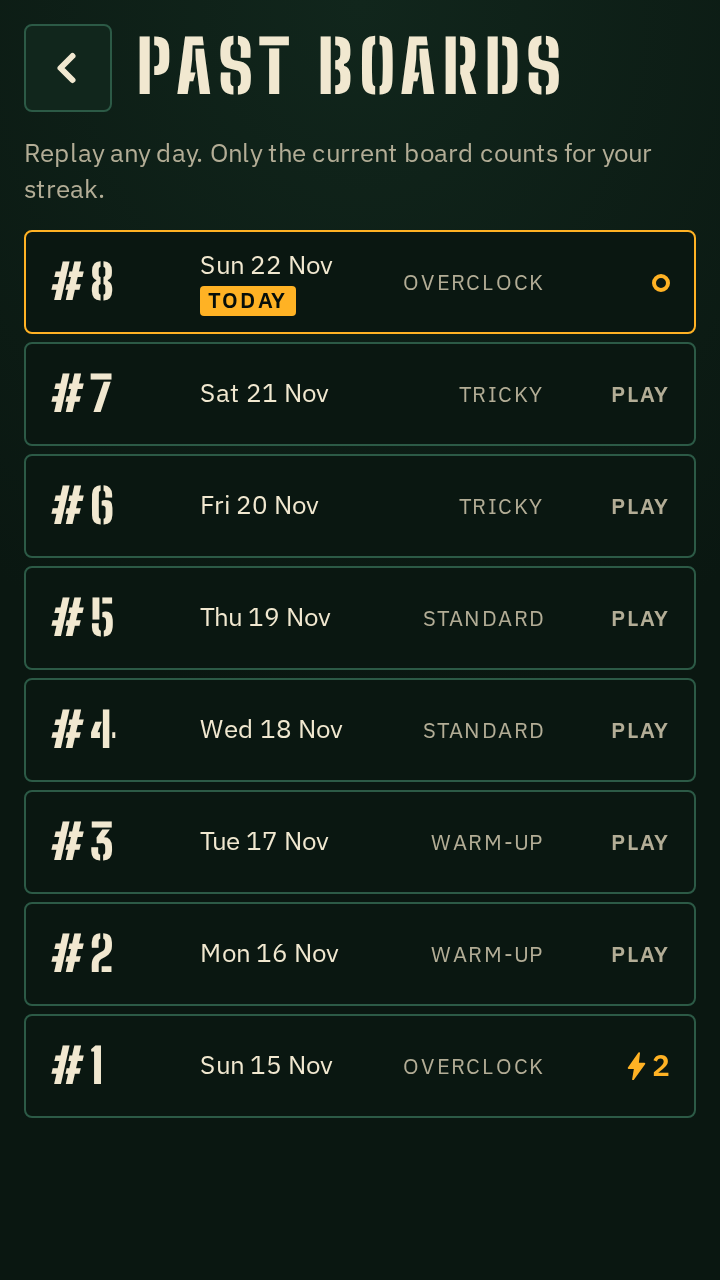 PAST BOARDS
Replay any day. Only the current board counts for your
streak.
#8 Sun 22 Nov OVERCLOCK
TODAY
#7 Sat 21 Nov TRICKY PLAY
#6 Fri 20 Nov TRICKY PLAY
#5 Thu 19 Nov STANDARD PLAY
#4 Wed 18 Nov STANDARD PLAY
#3 Tue 17 Nov WARM-UP PLAY
#2 Mon 16 Nov WARM-UP PLAY
#1 Sun 15 Nov OVERCLOCK 2